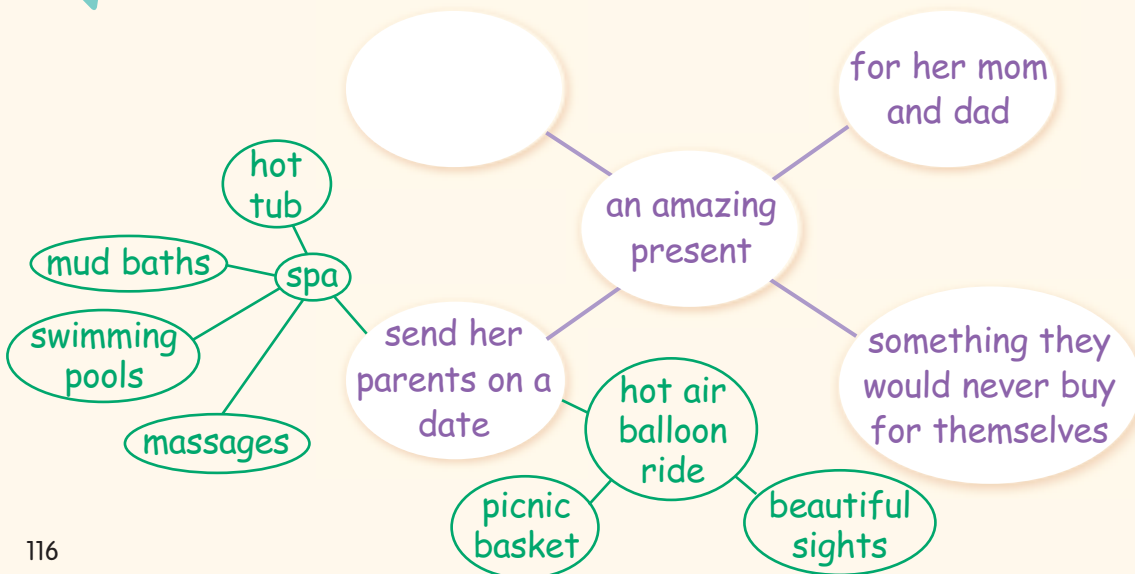 for her mom
and dad
an amazing
present
hot
tub
mud baths
spa
swimming
pools
massages
send her
parents on a
date
hot air
balloon
ride
picnic
basket
beautiful
sights
something they
would never buy
for themselves
116